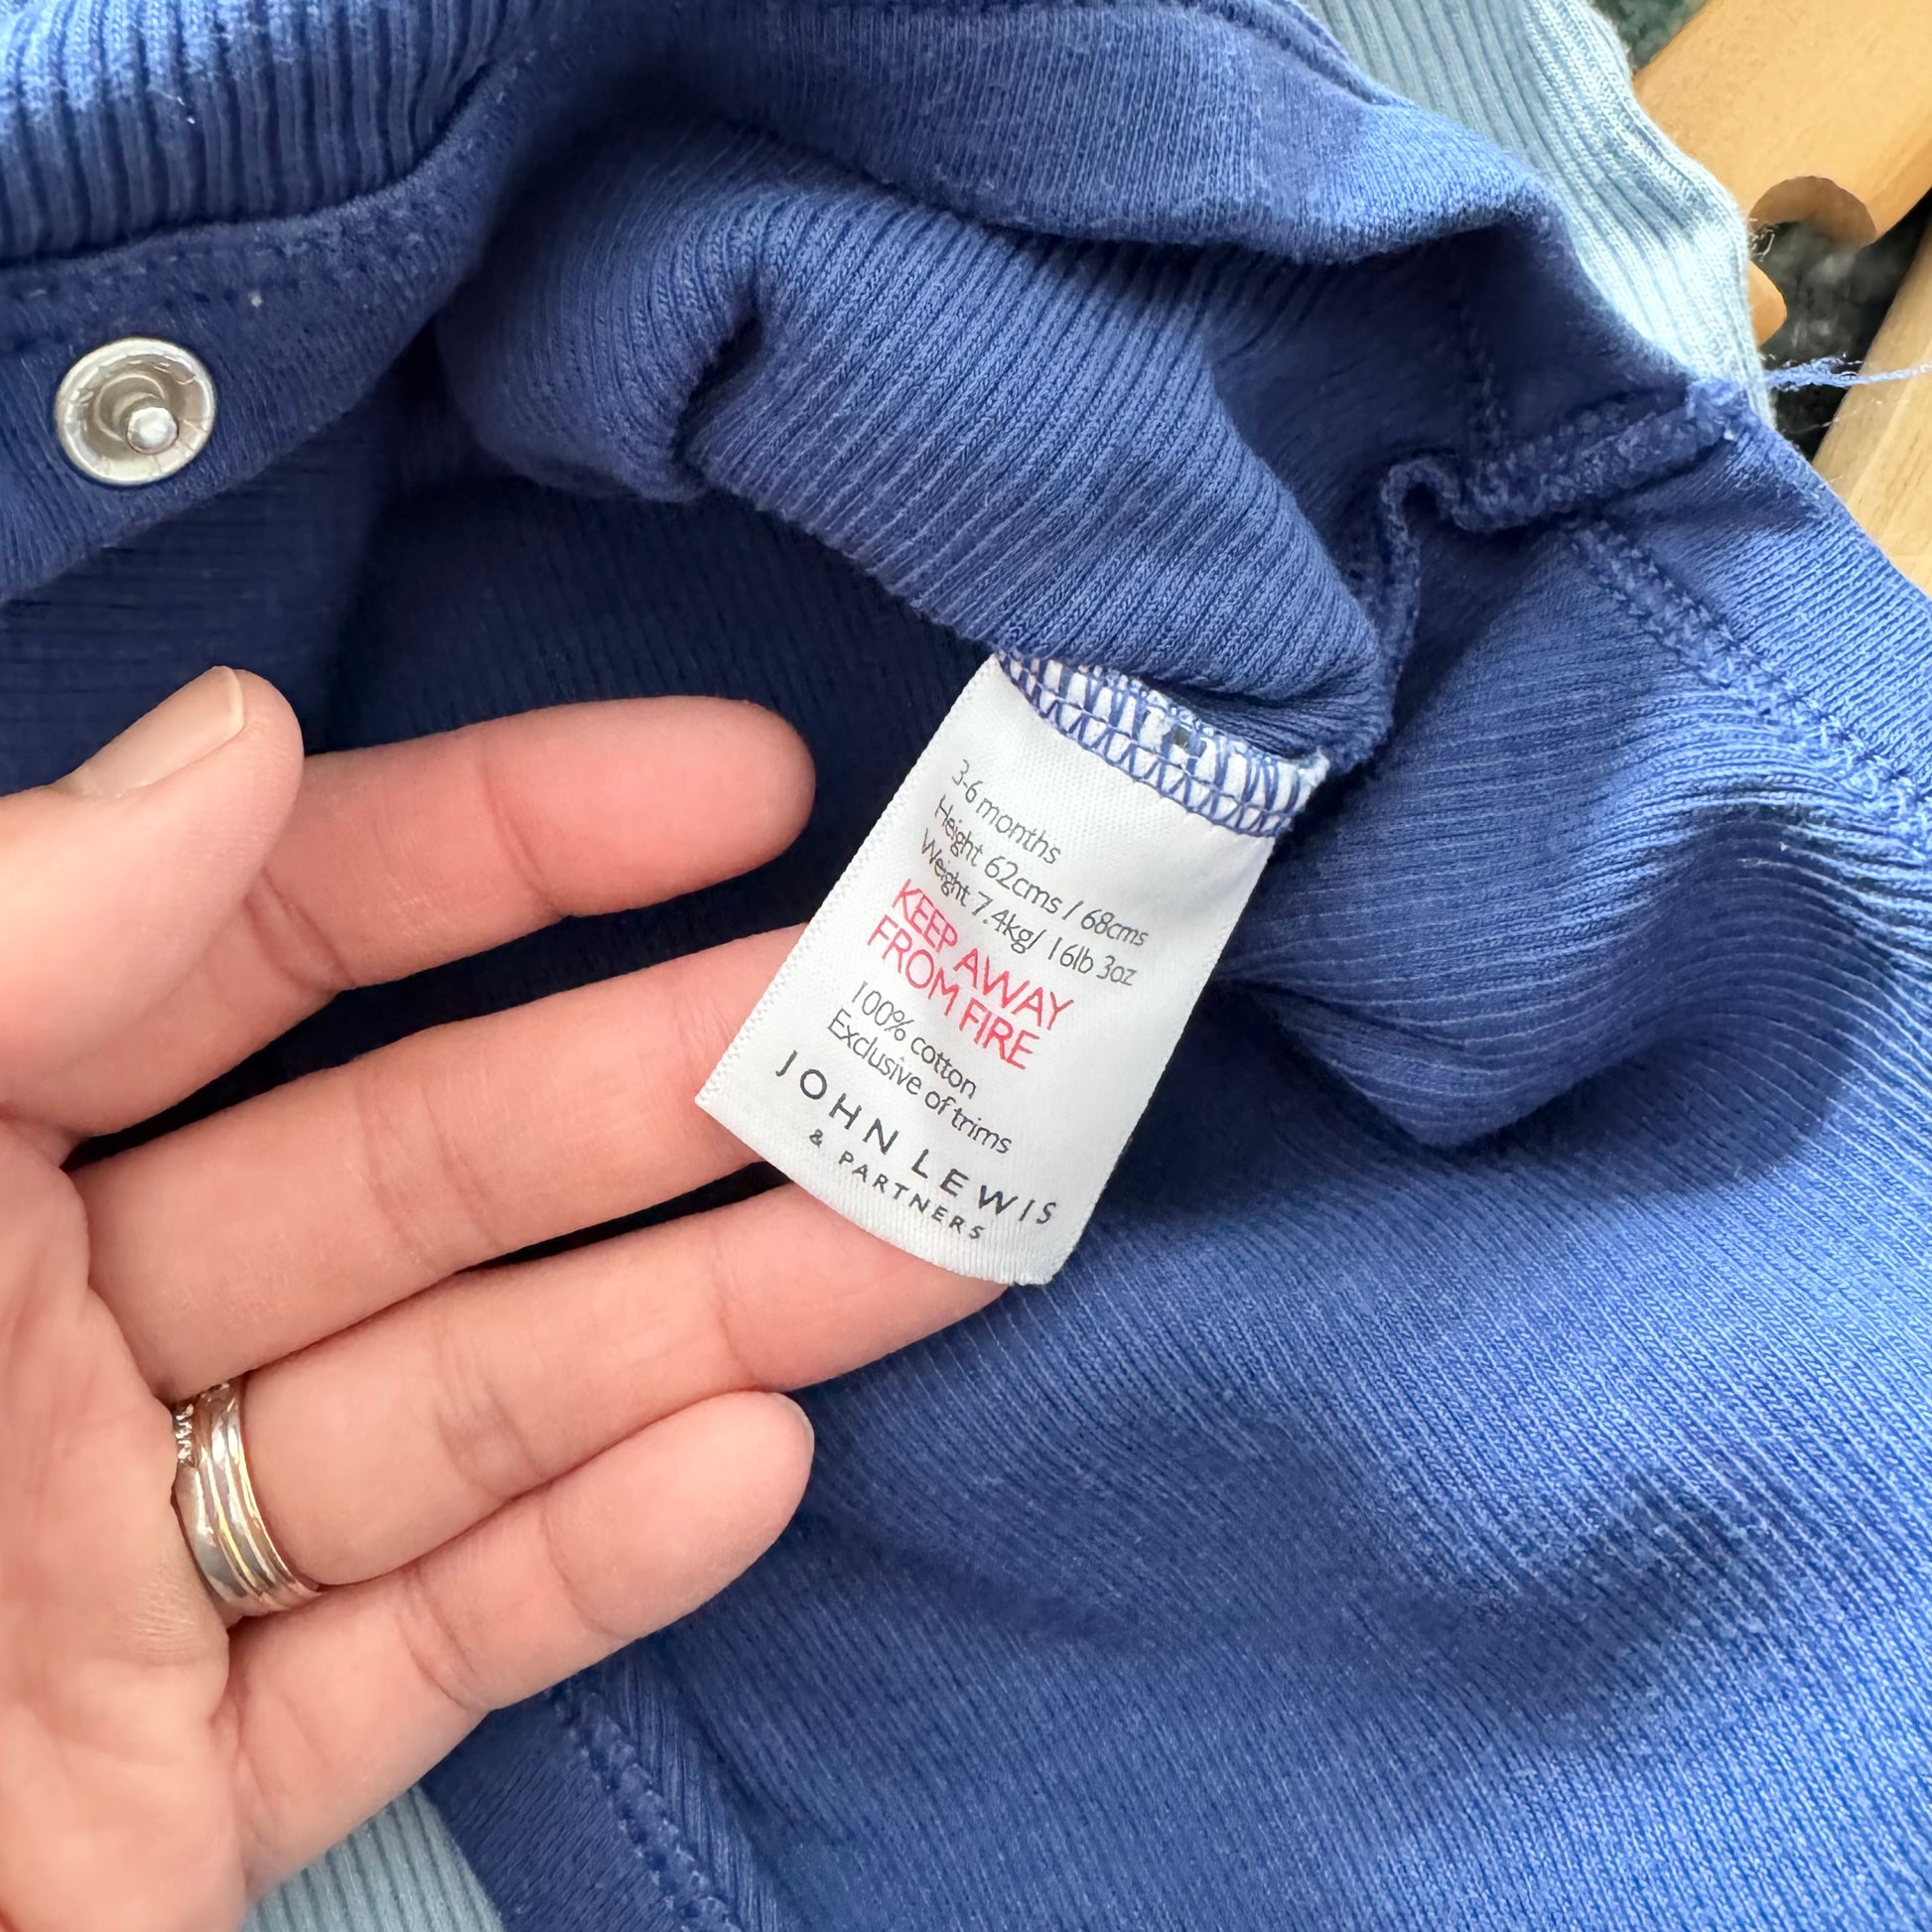 3-6 months
Height 62cms / 68cms
Weight 7.4kg/ 16lb 3oz
KEEP AWAY
FROM FIRE
100% cotton
Exclusive of trims
JOHN LEWIS
& PARTNERS